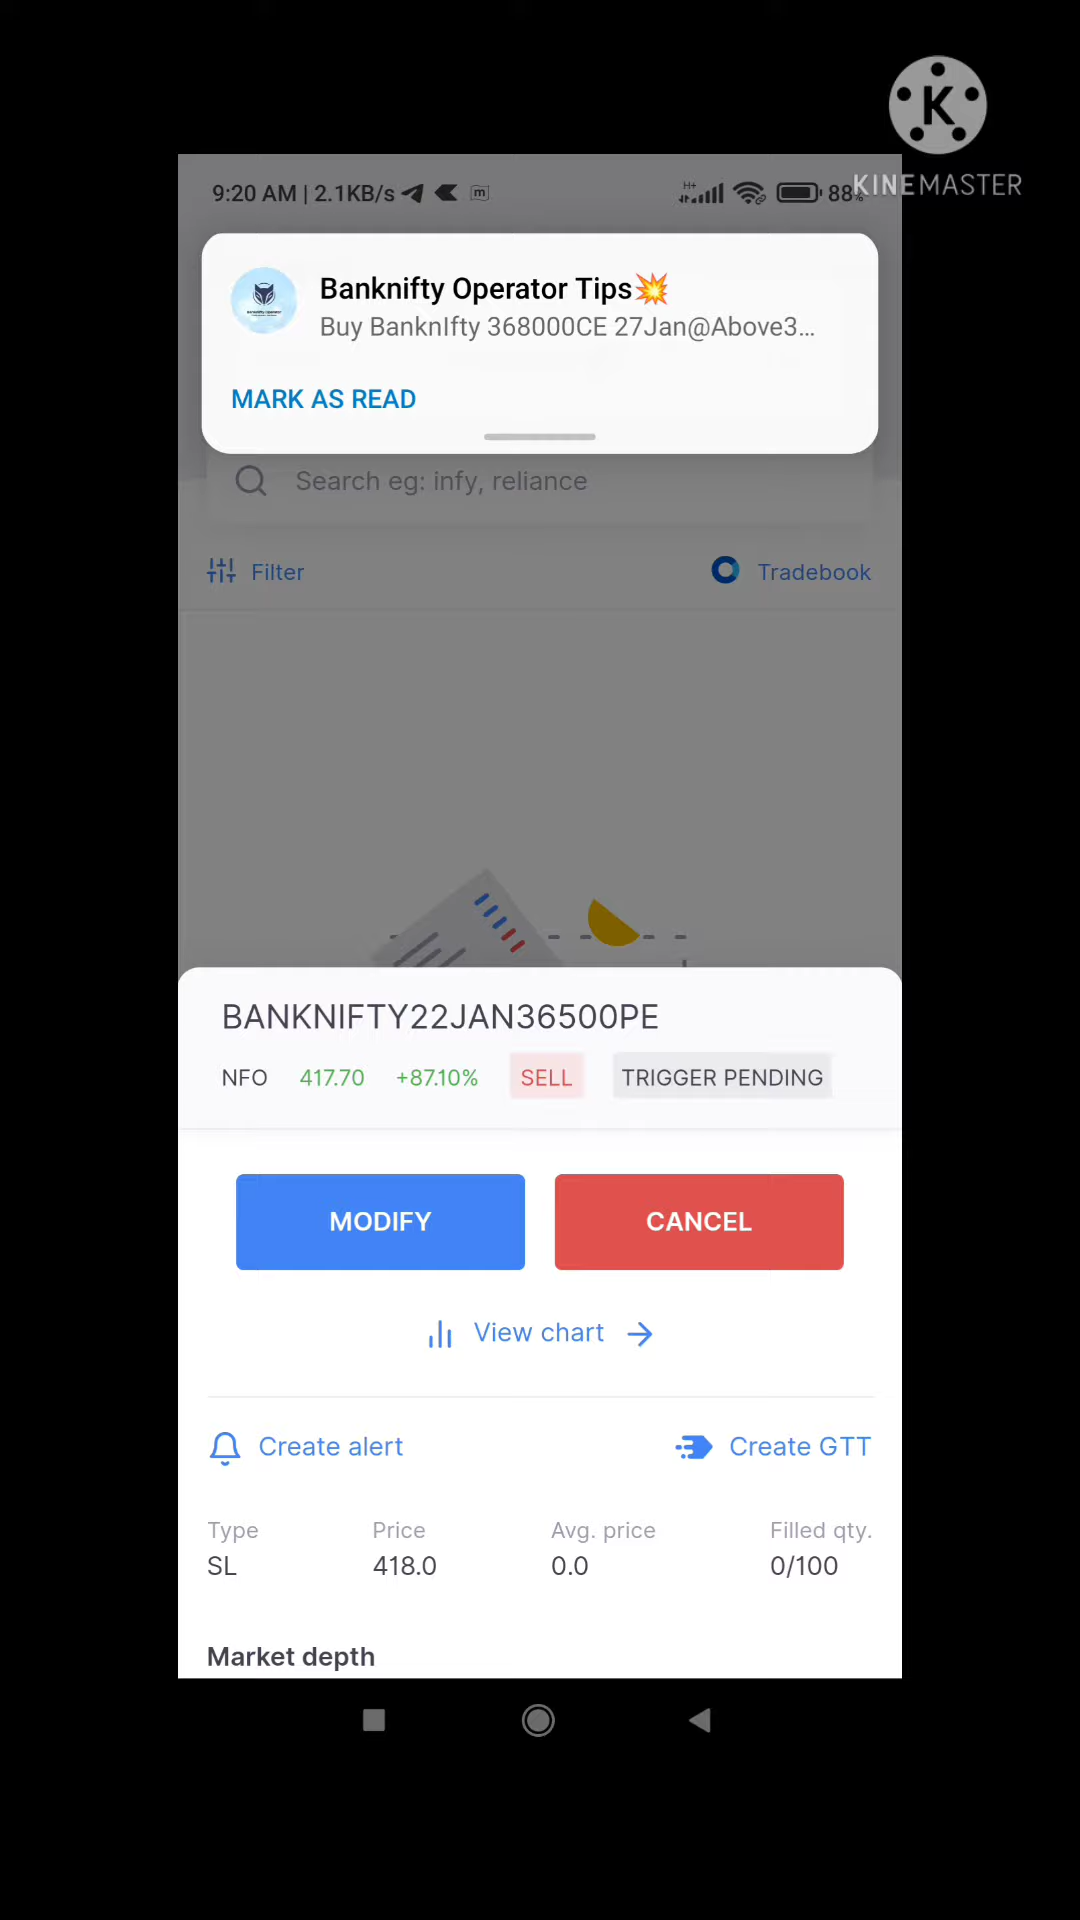 K
KINEMASTER
9:20 AM | 2.1KB/s
m
H+
88%
Banknifty Operator Tips💥
Buy BanknIfty 368000CE 27Jan@Above3...
MARK AS READ
Search eg: infy, reliance
Filter
Tradebook
BANKNIFTY22JAN36500PE
NFO 417.70 +87.10% SELL TRIGGER PENDING
MODIFY
CANCEL
View chart
Create alert
Create GTT
Type Price Avg. price Filled qty.
SL 418.0 0.0 0/100
Market depth